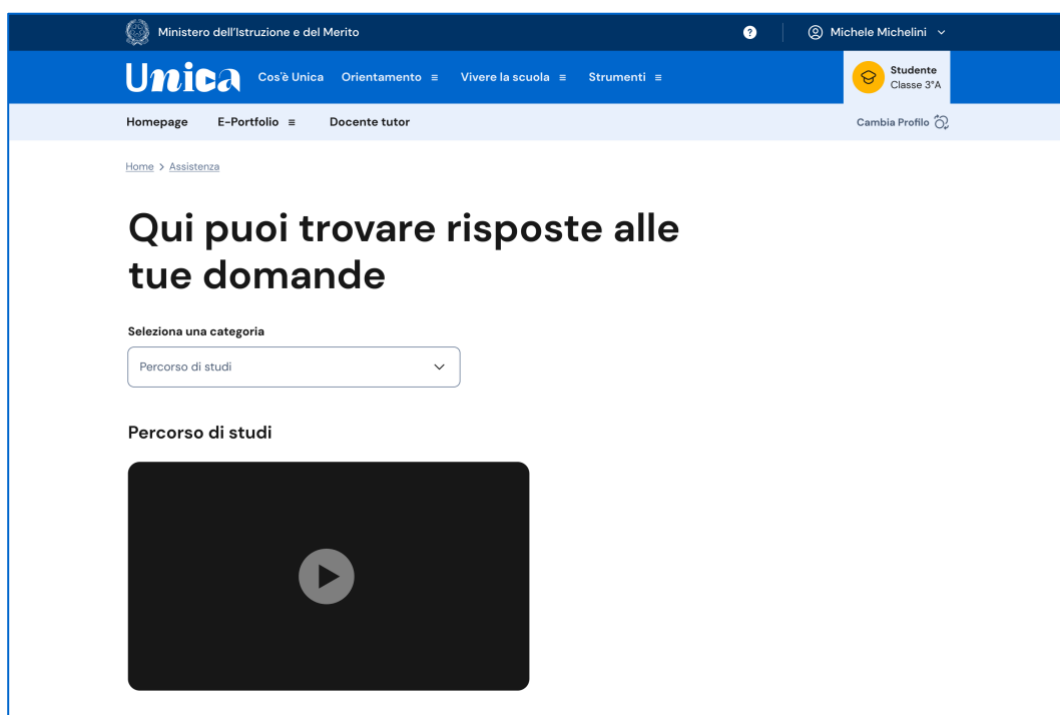 Ministero dell'Istruzione e del Merito
?
Michele Michelini
Unica
Cos'è Unica
Orientamento
Vivere la scuola
Strumenti
Studente
Classe 3°A
Homepage
E-Portfolio
Docente tutor
Cambia Profilo
Home > Assistenza
Qui puoi trovare risposte alle
tue domande
Seleziona una categoria
Percorso di studi
Percorso di studi